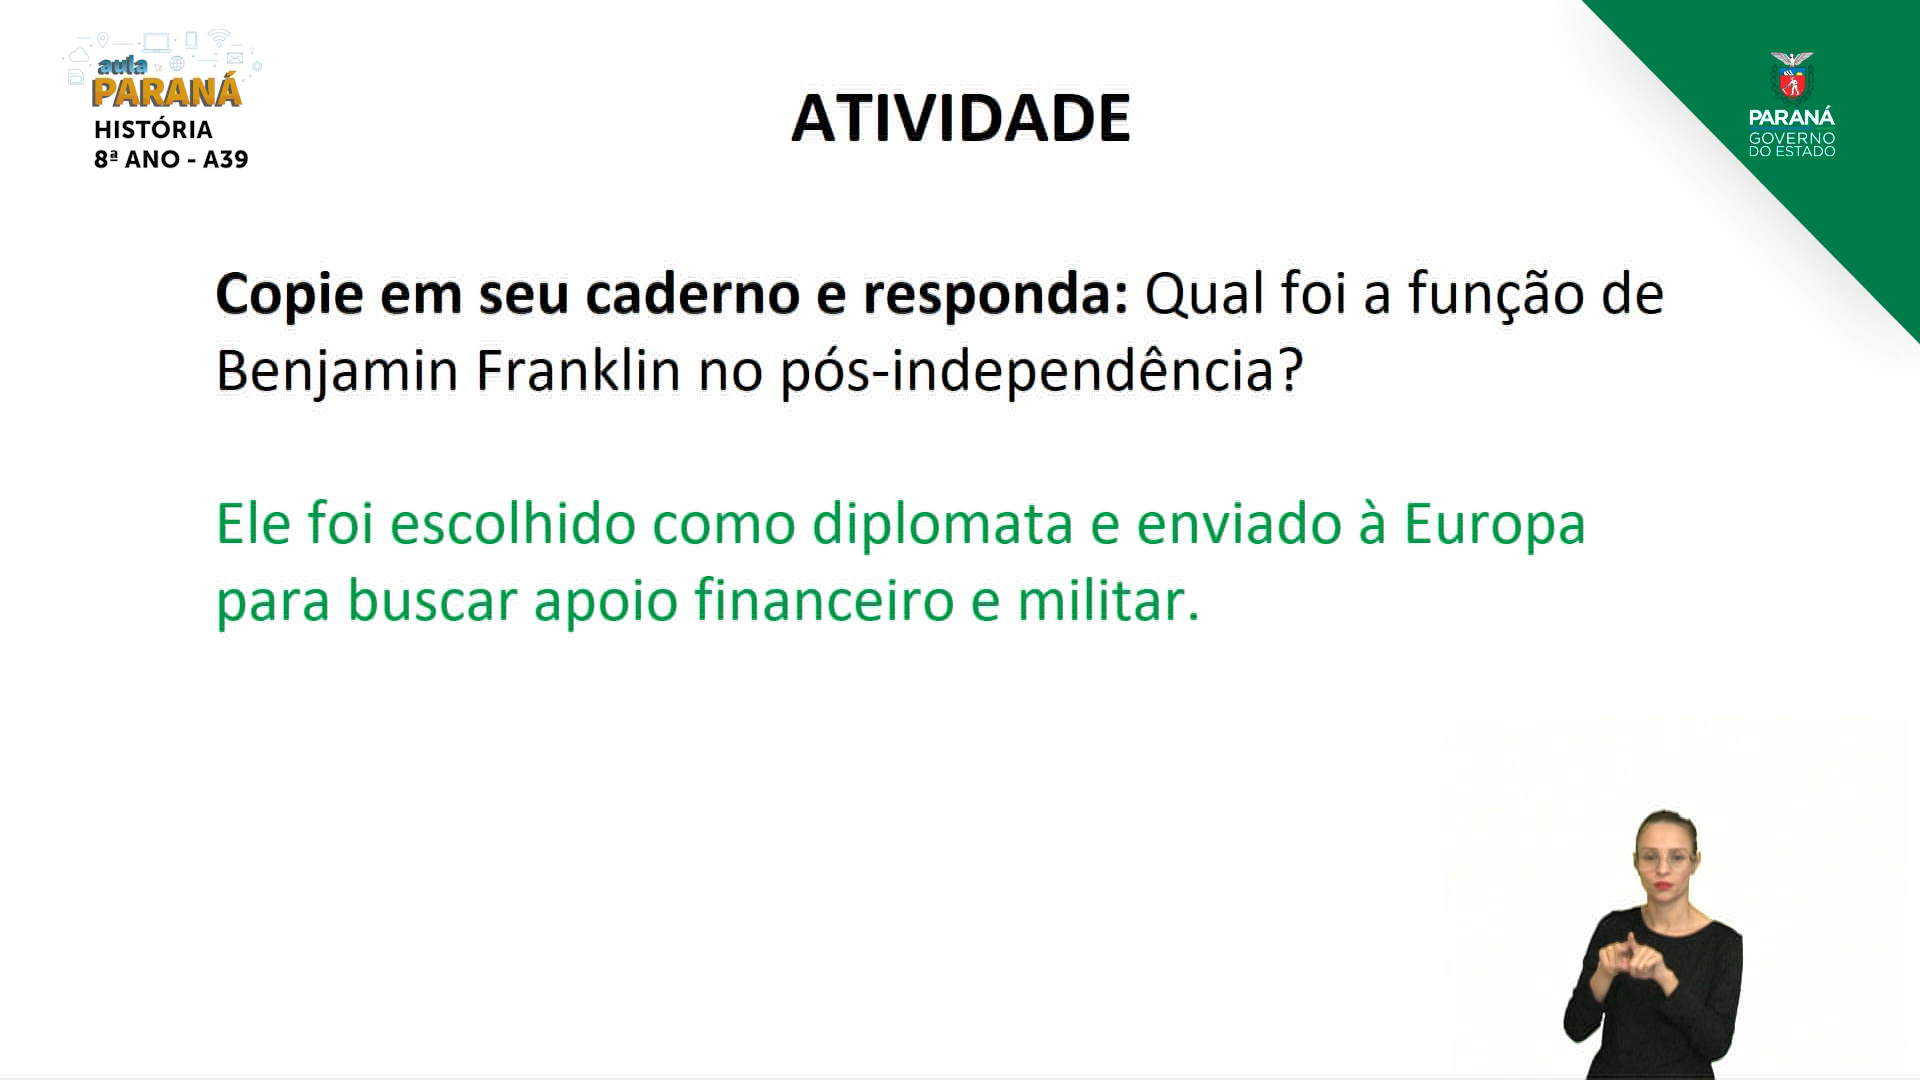 aula
PARANÁ
HISTÓRIA
8ª ANO - A39
ATIVIDADE
PARANÁ
GOVERNO
DO ESTADO
Copie em seu caderno e responda: Qual foi a função de
Benjamin Franklin no pós-independência?
Ele foi escolhido como diplomata e enviado à Europa
para buscar apoio financeiro e militar.